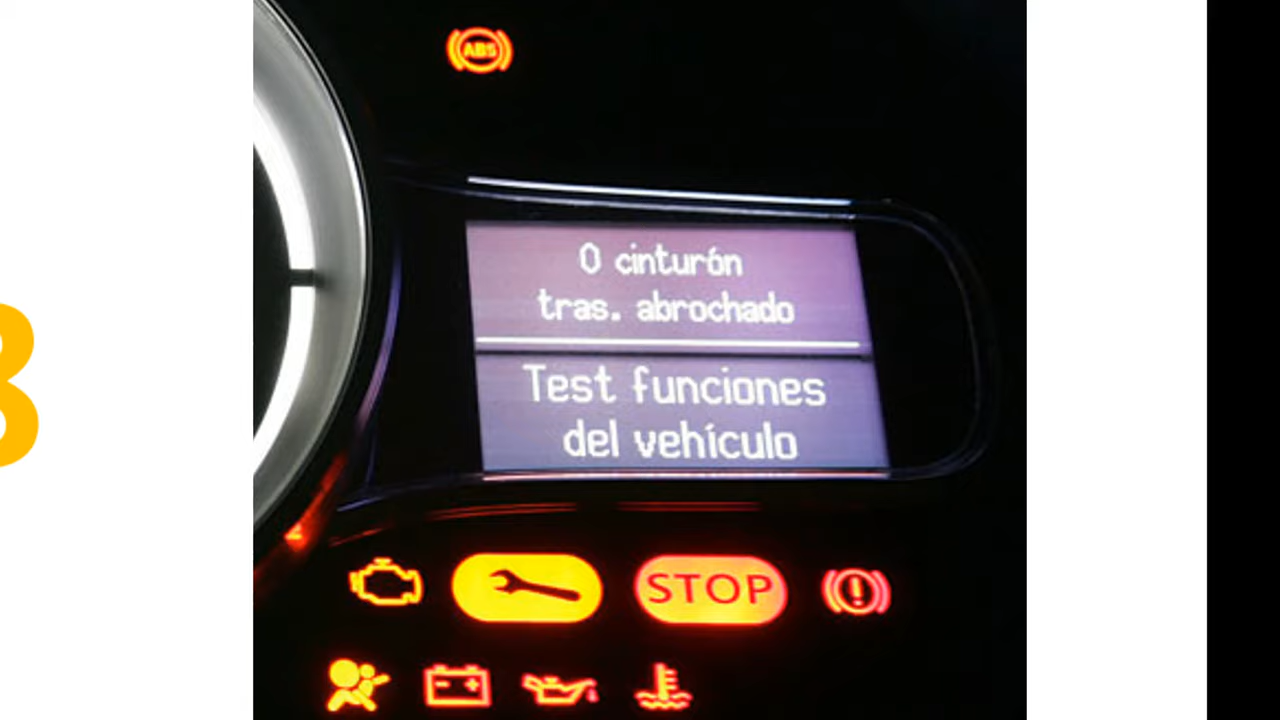 ABS
0 cinturón
tras. abrochado
Test funciones
del vehículo
STOP